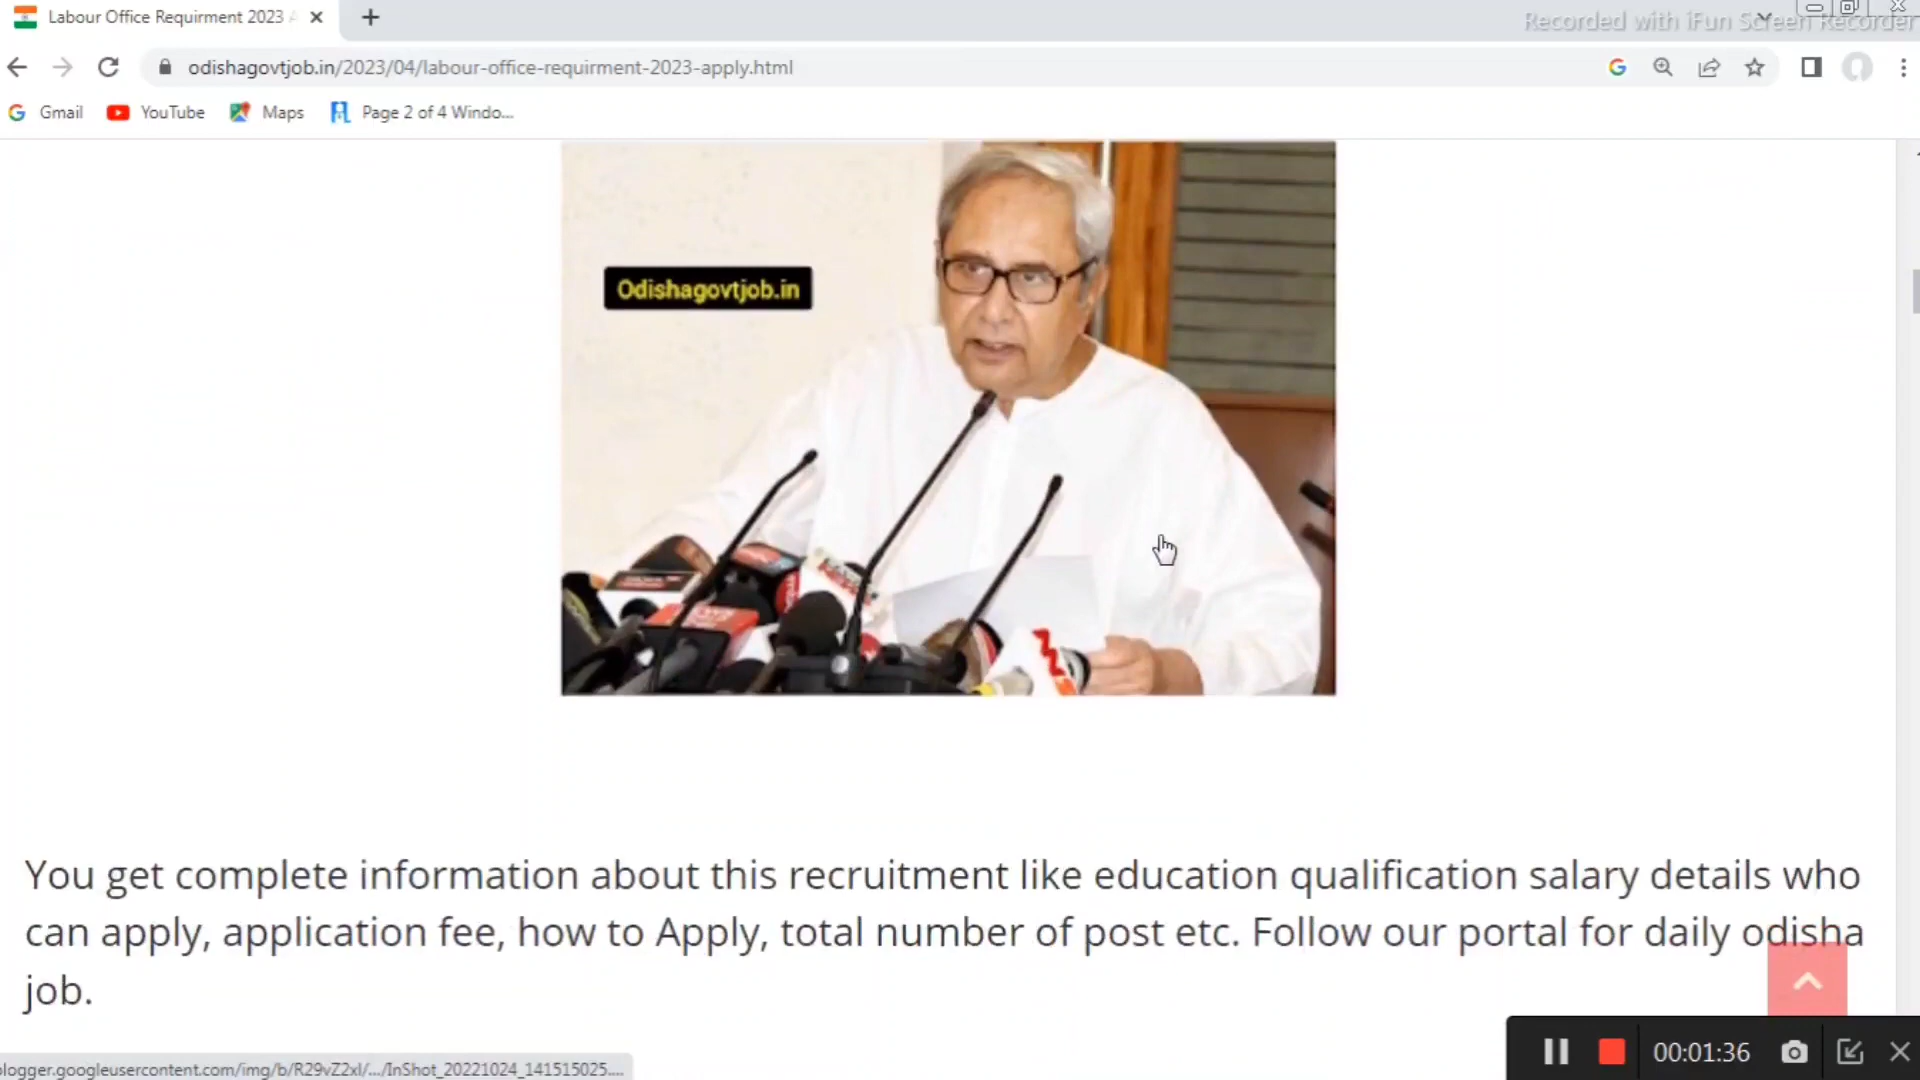 Labour Office Requirment 2023
Recorded with iFun Screen Recorder
odishagovtjob.in/2023/04/labour-office-requirment-2023-apply.html
Gmail
YouTube
Maps
Page 2 of 4 Windo...
Odishagovtjob.in
You get complete information about this recruitment like education qualification salary details who
can apply, application fee, how to Apply, total number of post etc. Follow our portal for daily odisha
job.
00:01:36
blogger.googleusercontent.com/img/b/R29vZ2xl/.../InShot_20221024_141515025....